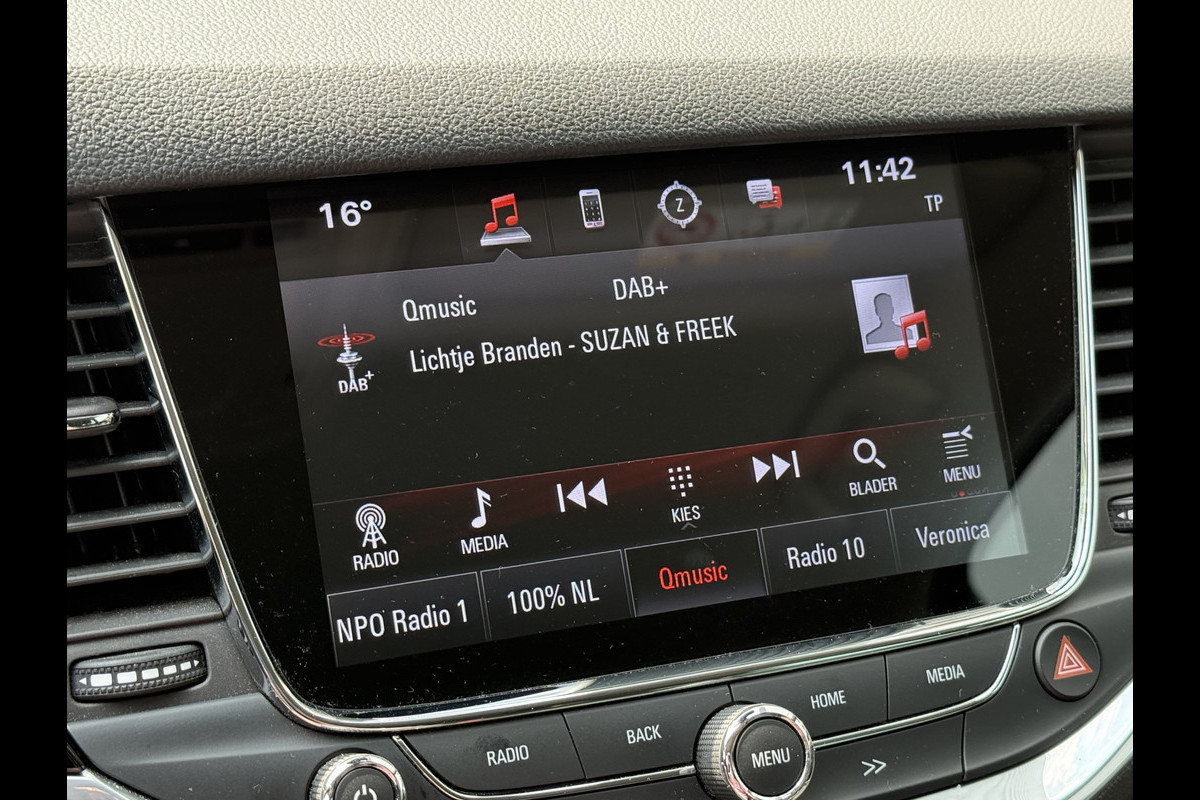 16°
11:42
TP
Z
Qmusic
DAB+
Lichtje Branden - SUZAN & FREEK
DAB+
RADIO
MEDIA
KIES
BLADER
MENU
NPO Radio 1
100% NL
Qmusic
Radio 10
Veronica
RADIO
BACK
MENU
HOME
MEDIA